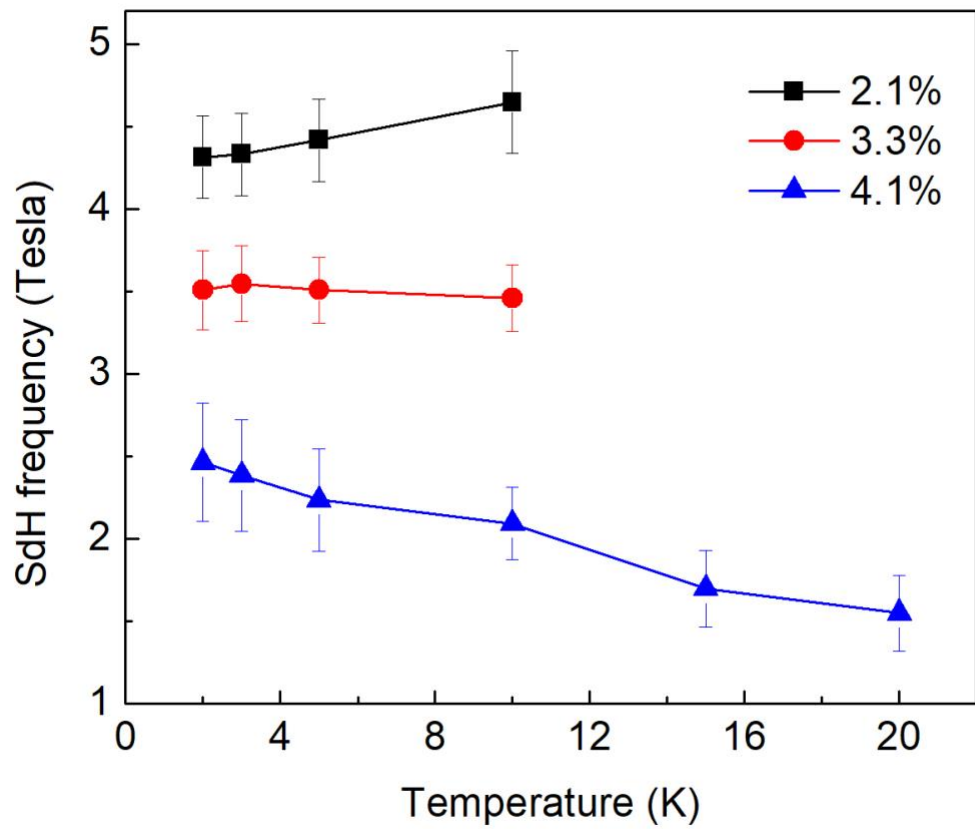 SdH frequency (Tesla)
5
4
3
2
1
2.1%
3.3%
4.1%
0 4 8 12 16 20
Temperature (K)